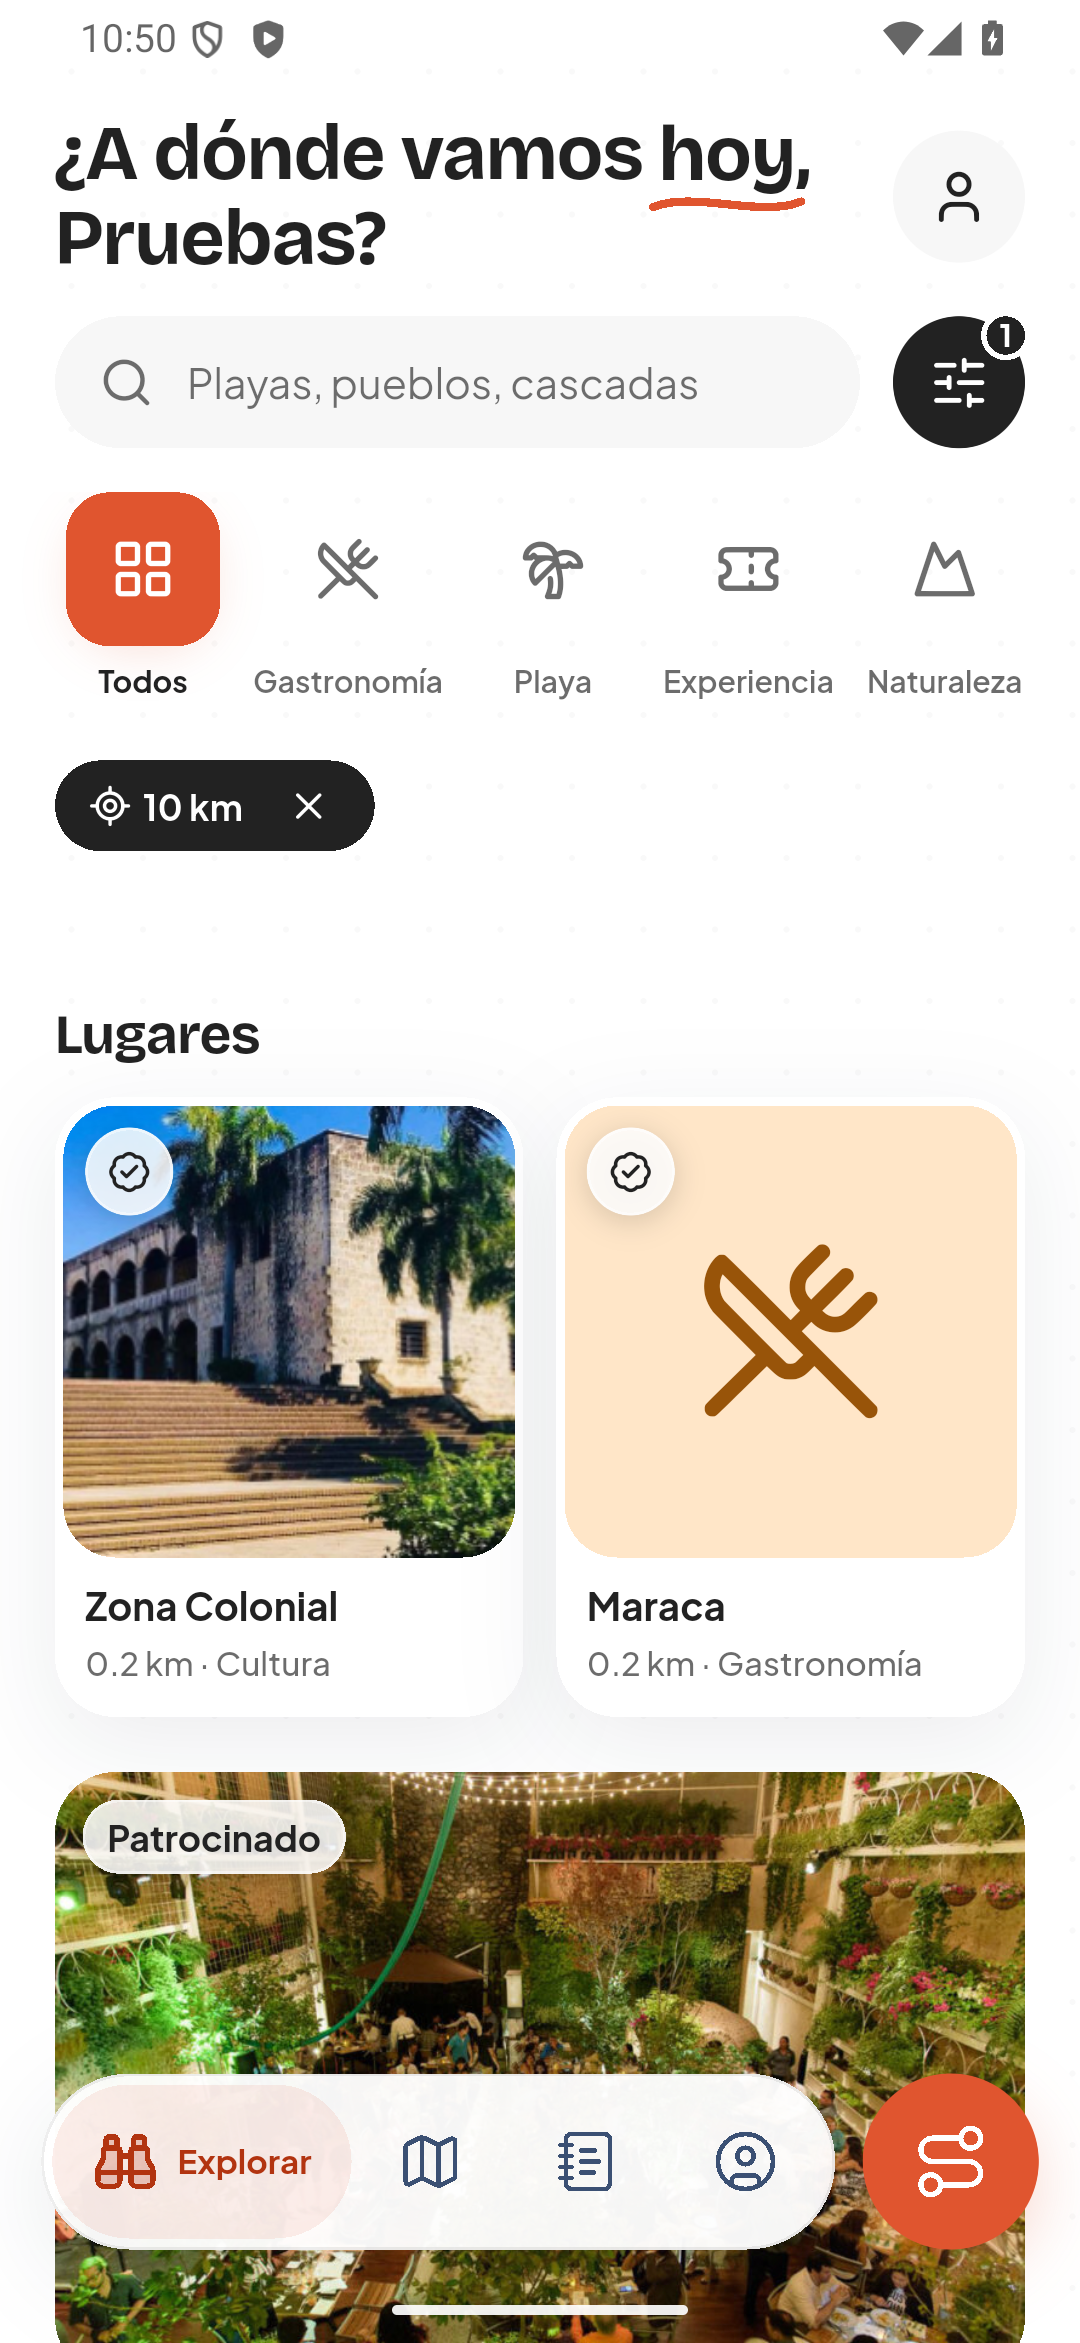 10:50
¿A dónde vamos hoy,
Pruebas?
Playas, pueblos, cascadas
1
Todos
Gastronomía
Playa
Experiencia
Naturaleza
10 km
Lugares
Zona Colonial
0.2 km · Cultura
Maraca
0.2 km · Gastronomía
Patrocinado
Explorar